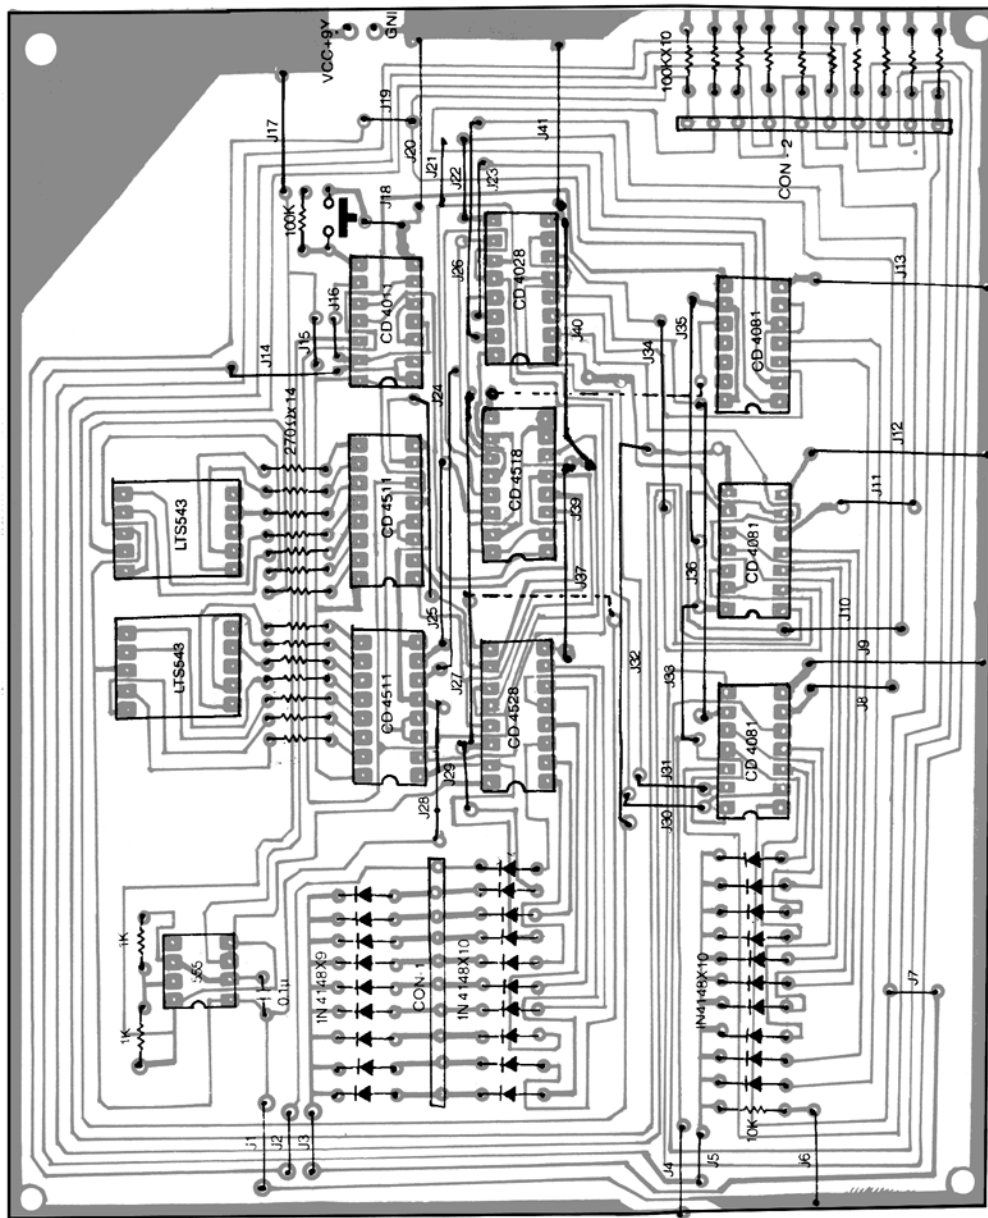 VCC+9V
GND
100KX10
CON - 2
J17
J19
J20
J21
J22
J23
J41
100K
J18
J26
CD 4011
CD 4028
J40
J13
CD 4081
J16
J15
J14
J35
J34
J24
270Ωx14
LTS543
CD 4511
CD 4518
J39
J12
J11
CD 4081
J36
J37
J25
J10
LTS543
CD 4511
J27
CD 4528
J32
J33
J9
J8
CD 4081
J29
J28
J31
J30
1K
555
1K
0.1µ
1N 4148X9
CON-1
1N 4148X10
1N4148X10
J7
J1
J2
J3
10K
J4
J5
J6